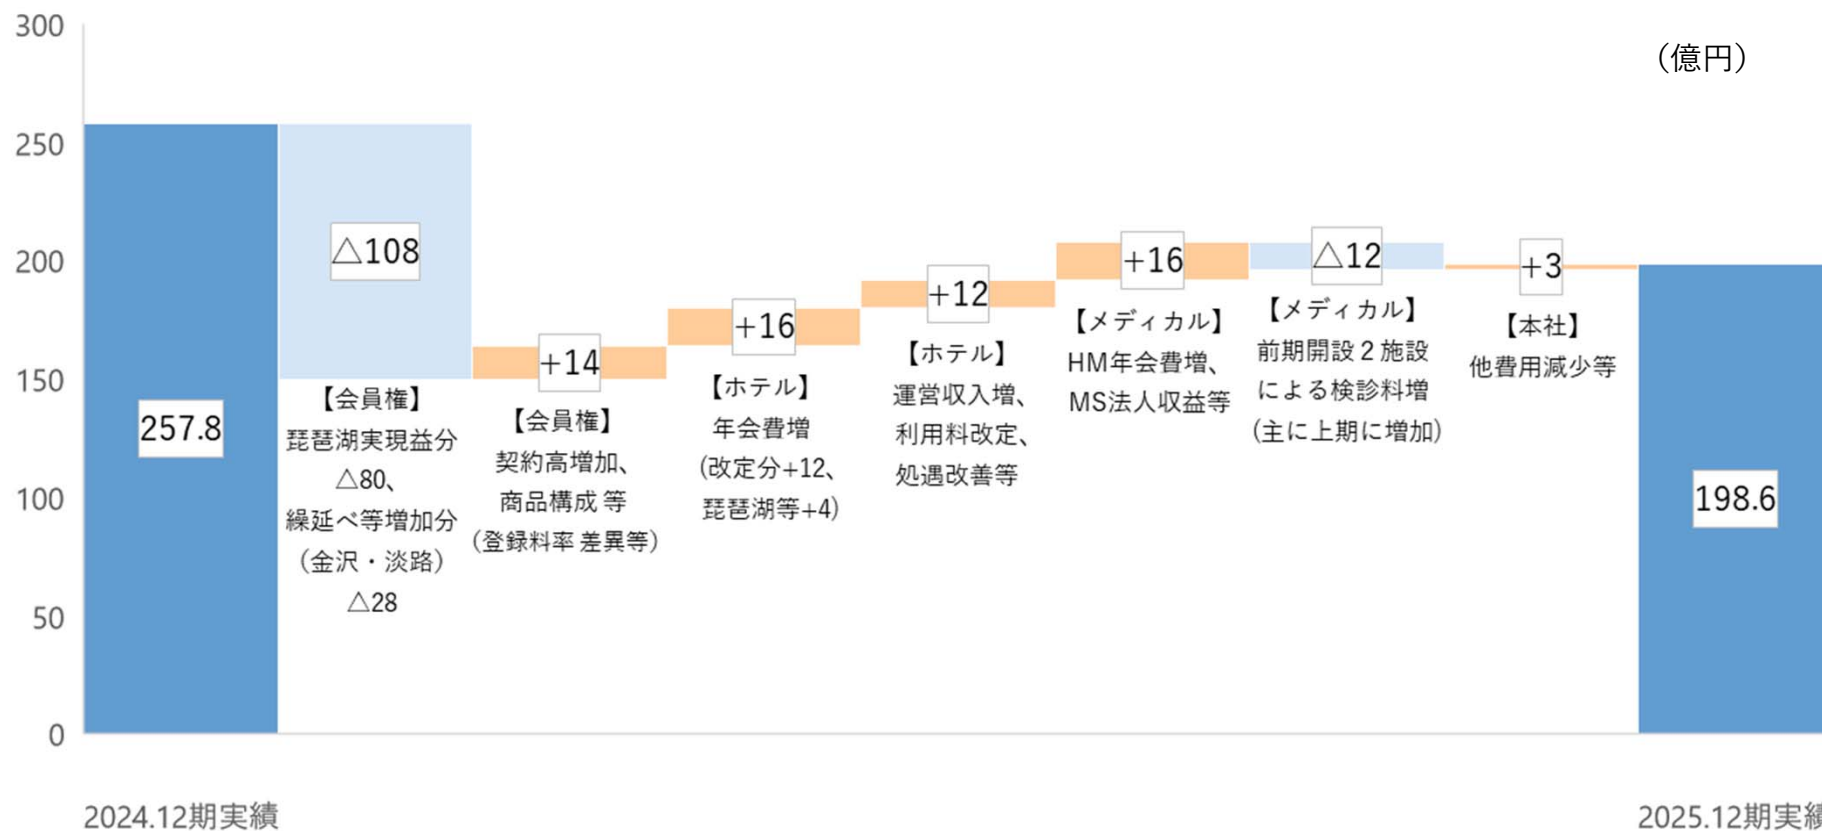 300
250
200
150
100
50
0
（億円）
257.8
△108
【会員権】
琵琶湖実現益分
△80、
繰延べ等増加分
（金沢・淡路）
△28
+14
【会員権】
契約高増加、
商品構成 等
(登録料率 差異等)
+16
【ホテル】
年会費増
(改定分+12、
琵琶湖等+4)
+12
【ホテル】
運営収入増、
利用料改定、
処遇改善等
+16
【メディカル】
HM年会費増、
MS法人収益等
△12
【メディカル】
前期開設２施設
による検診料増
(主に上期に増加)
+3
【本社】
他費用減少等
198.6
2024.12期実績
2025.12期実績